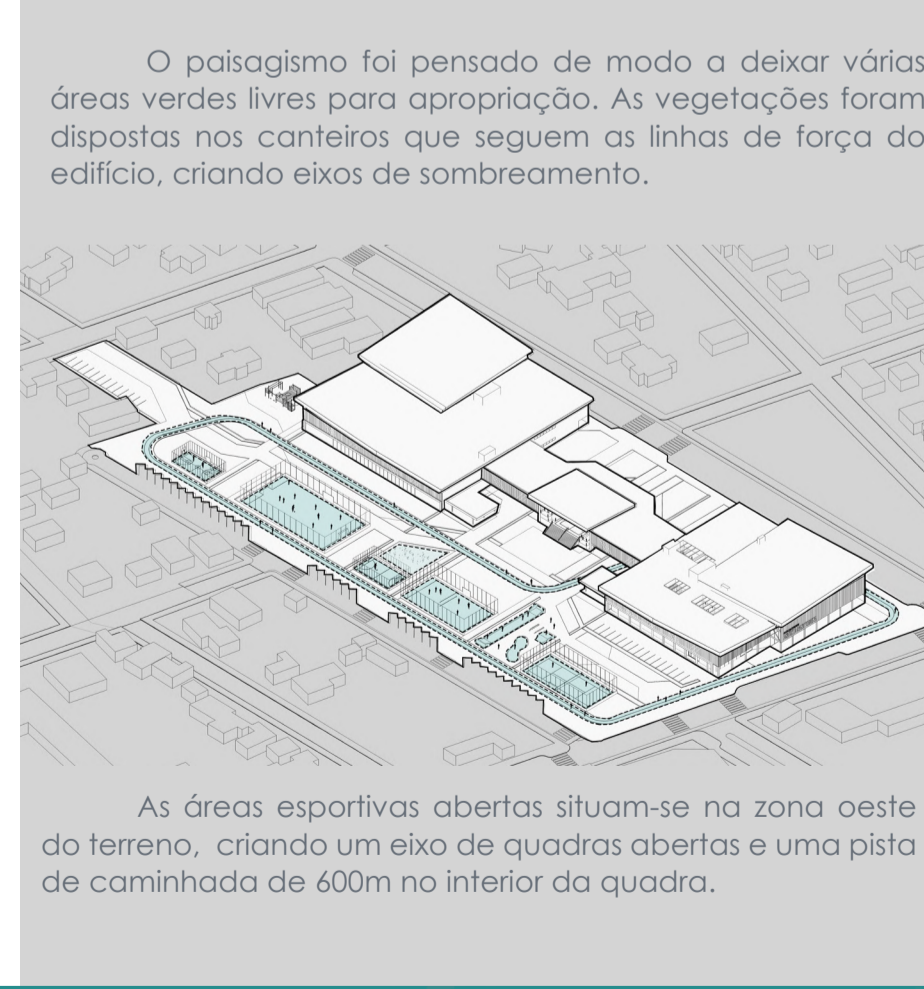 O paisagismo foi pensado de modo a deixar várias
áreas verdes livres para apropriação. As vegetações foram
dispostas nos canteiros que seguem as linhas de força do
edifício, criando eixos de sombreamento.
As áreas esportivas abertas situam-se na zona oeste
do terreno, criando um eixo de quadras abertas e uma pista
de caminhada de 600m no interior da quadra.